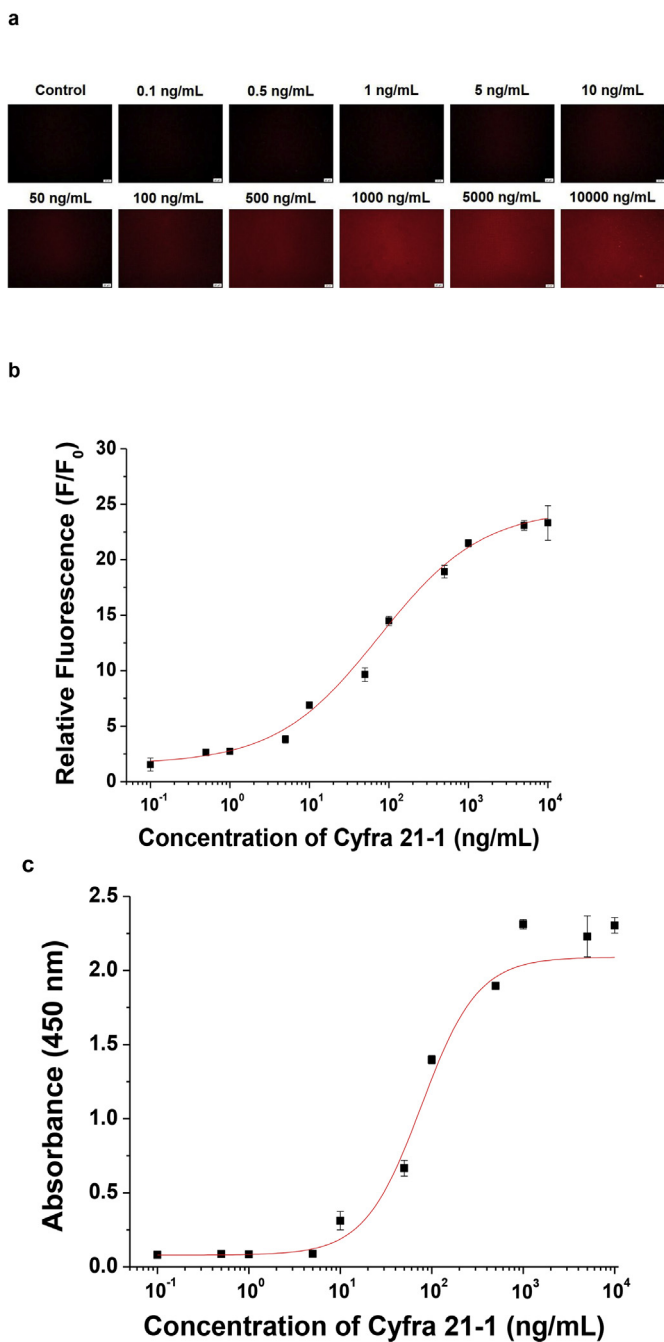 a
Control 0.1 ng/mL 0.5 ng/mL 1 ng/mL 5 ng/mL 10 ng/mL
50 ng/mL 100 ng/mL 500 ng/mL 1000 ng/mL 5000 ng/mL 10000 ng/mL
b
Relative Fluorescence (F/F₀)
30
25
20
15
10
5
0
10⁻¹ 10⁰ 10¹ 10² 10³ 10⁴
Concentration of Cyfra 21-1 (ng/mL)
c
Absorbance (450 nm)
2.5
2.0
1.5
1.0
0.5
0.0
10⁻¹ 10⁰ 10¹ 10² 10³ 10⁴
Concentration of Cyfra 21-1 (ng/mL)